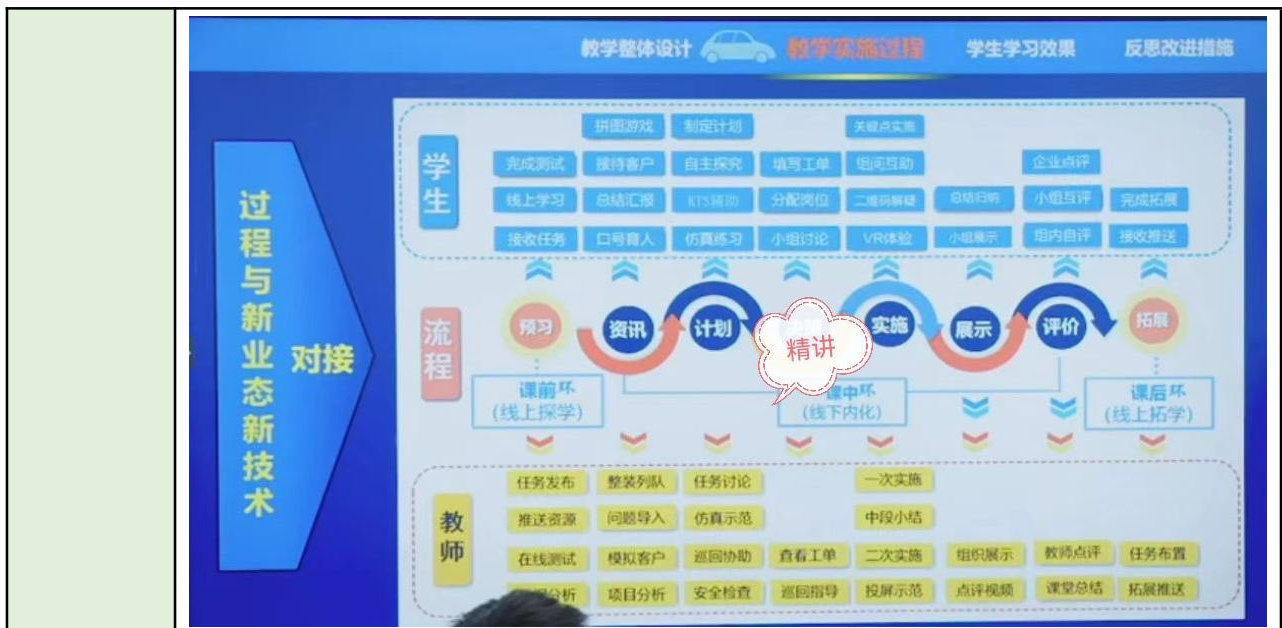 教学整体设计 教学实施过程 学生学习效果 反思改进措施
过程与新业态新技术
对接
学生
拼图游戏 制定计划 关键点实施
完成测试 接待客户 自主探究 填写工单 组间互助 企业点评
线上学习 总结汇报 分配岗位 二维码解疑 总结归纳 小组互评 完成拓展
接收任务 口号育人 仿真练习 小组讨论 VR体验 小组展示 组内自评 接收推送
流程
预习 资讯 计划 实施 展示 评价 拓展
精讲
课前环 课中环 课后环
(线上探学) (线下内化) (线上拓学)
教师
任务发布 整装列队 任务讨论 一次实施
推送资源 问题导入 仿真示范 中段小结
在线测试 模拟客户 巡回协助 查看工单 二次实施 组织展示 教师点评 任务布置
分析 项目分析 安全检查 巡回指导 投屏示范 点评视频 课堂总结 拓展推送